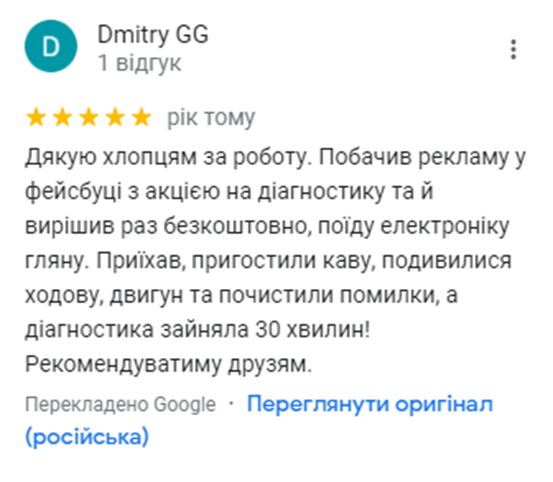 D
Dmitry GG
1 відгук
рік тому
Дякую хлопцям за роботу. Побачив рекламу у
фейсбуці з акцією на діагностику та й
вирішив раз безкоштовно, поїду електроніку
гляну. Приїхав, пригостили каву, подивилися
ходову, двигун та почистили помилки, а
діагностика зайняла 30 хвилин!
Рекомендуватиму друзям.
Перекладено Google · Переглянути оригінал
(російська)